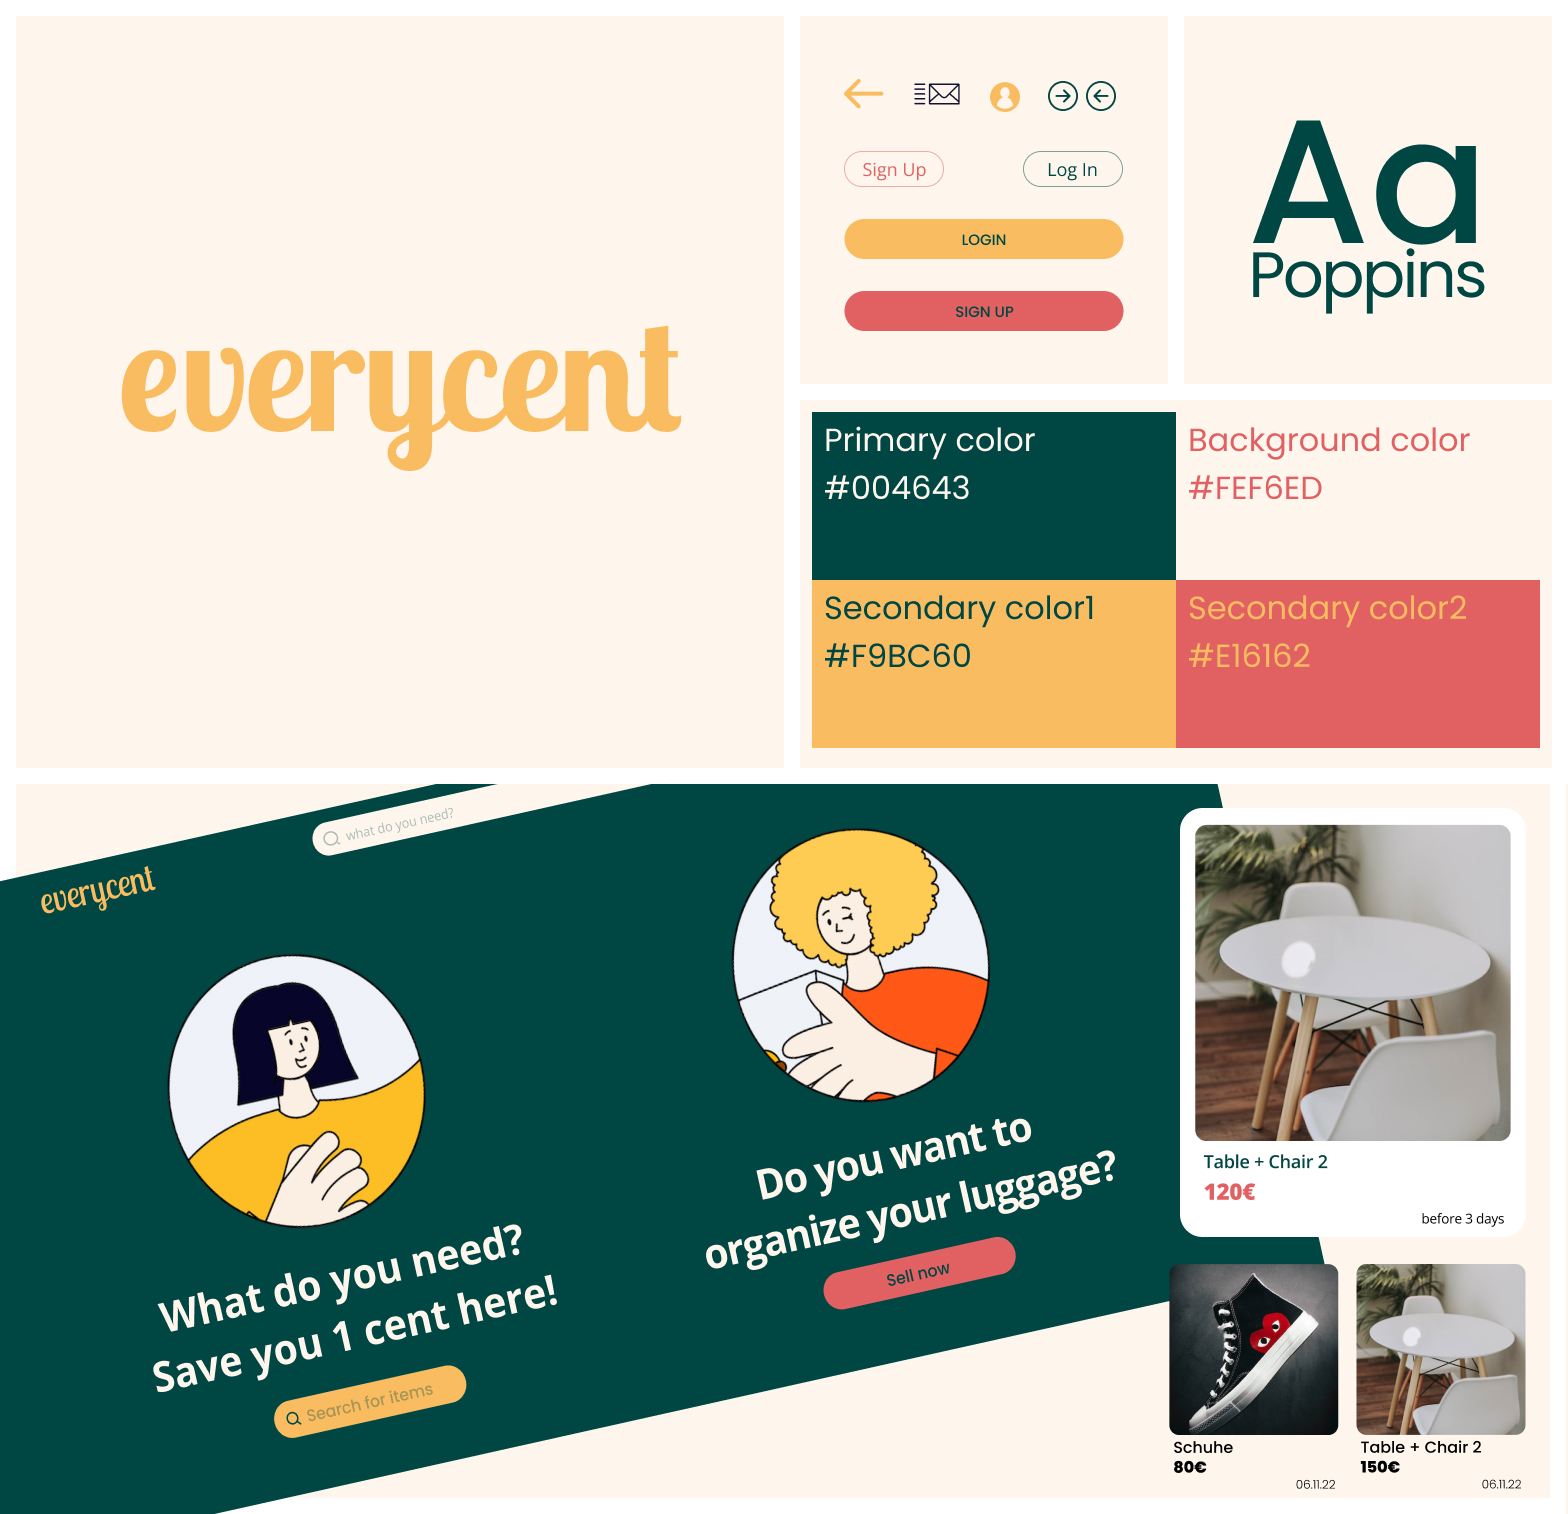 everycent
Sign Up
Log In
LOGIN
SIGN UP
Aa
Poppins
Primary color
#004643
Background color
#FEF6ED
Secondary color1
#F9BC60
Secondary color2
#E16162
what do you need?
everycent
What do you need?
Save you 1 cent here!
Search for items
Do you want to
organize your luggage?
Sell now
Table + Chair 2
120€
before 3 days
Schuhe
80€
06.11.22
Table + Chair 2
150€
06.11.22